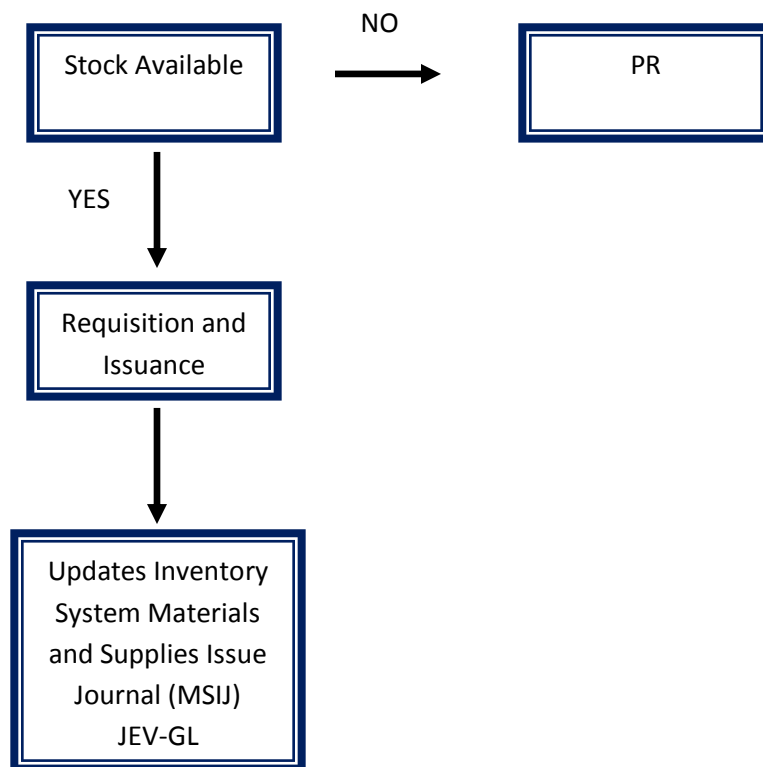 NO
Stock Available
PR
YES
Requisition and
Issuance
Updates Inventory
System Materials
and Supplies Issue
Journal (MSIJ)
JEV-GL